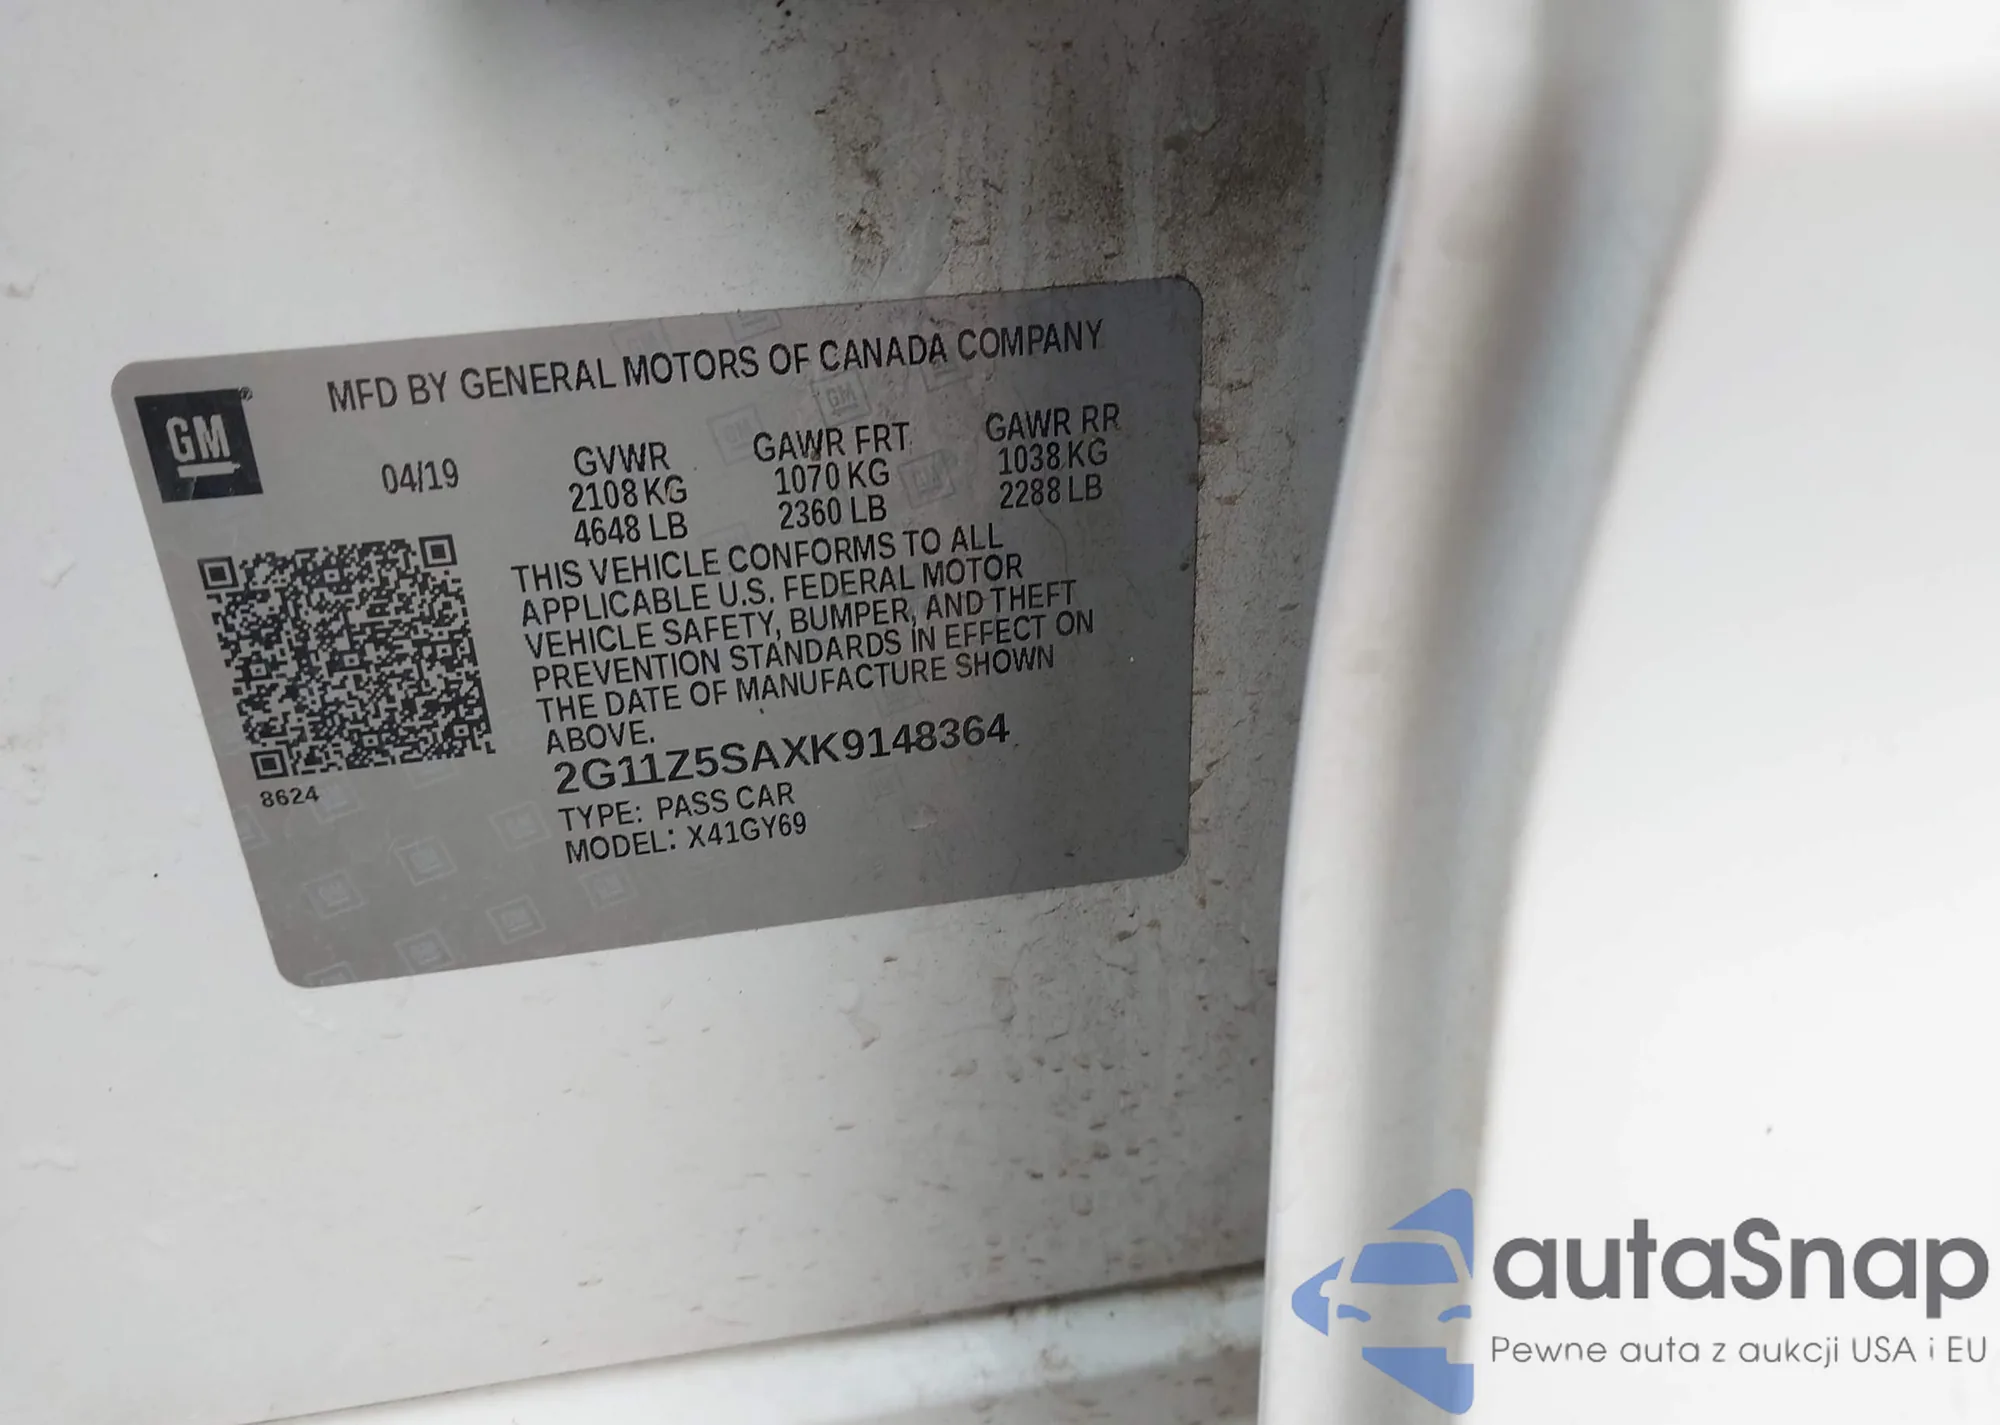 MFD BY GENERAL MOTORS OF CANADA COMPANY
GM®
04/19
GVWR
2108 KG
4648 LB
GAWR FRT
1070 KG
2360 LB
GAWR RR
1038 KG
2288 LB
THIS VEHICLE CONFORMS TO ALL
APPLICABLE U.S. FEDERAL MOTOR
VEHICLE SAFETY, BUMPER, AND THEFT
PREVENTION STANDARDS IN EFFECT ON
THE DATE OF MANUFACTURE SHOWN
ABOVE.
2G11Z5SAXK9148364
TYPE: PASS CAR
MODEL: X41GY69
8624
autaSnap
Pewne auta z aukcji USA i EU